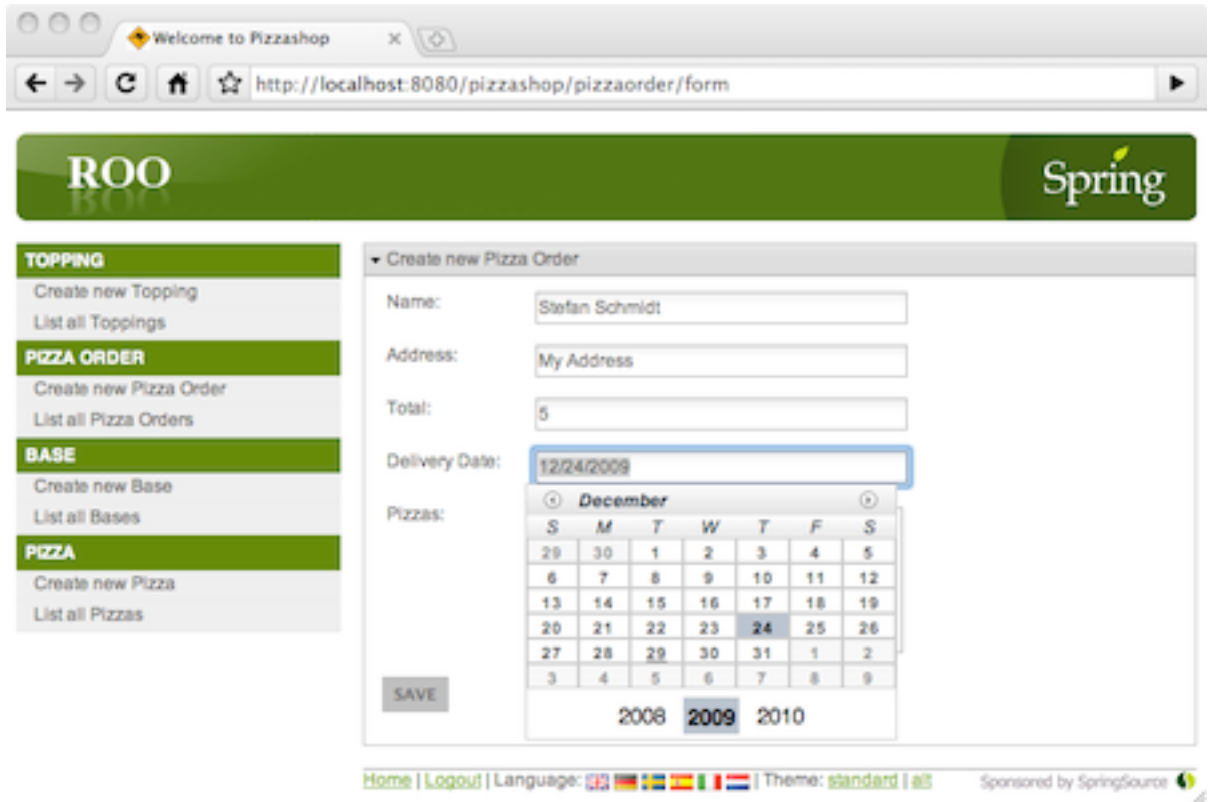 Welcome to Pizzashop
http://localhost:8080/pizzashop/pizzaorder/form
ROO
Spring
TOPPING
Create new Topping
List all Toppings
PIZZA ORDER
Create new Pizza Order
List all Pizza Orders
BASE
Create new Base
List all Bases
PIZZA
Create new Pizza
List all Pizzas
Create new Pizza Order
Name: Stefan Schmidt
Address: My Address
Total: 5
Delivery Date: 12/24/2009
Pizzas:
December
S M T W T F S
29 30 1 2 3 4 5
6 7 8 9 10 11 12
13 14 15 16 17 18 19
20 21 22 23 24 25 26
27 28 29 30 31 1 2
3 4 5 6 7 8 9
2008 2009 2010
SAVE
Home | Logout | Language: | Theme: standard | alt
Sponsored by SpringSource